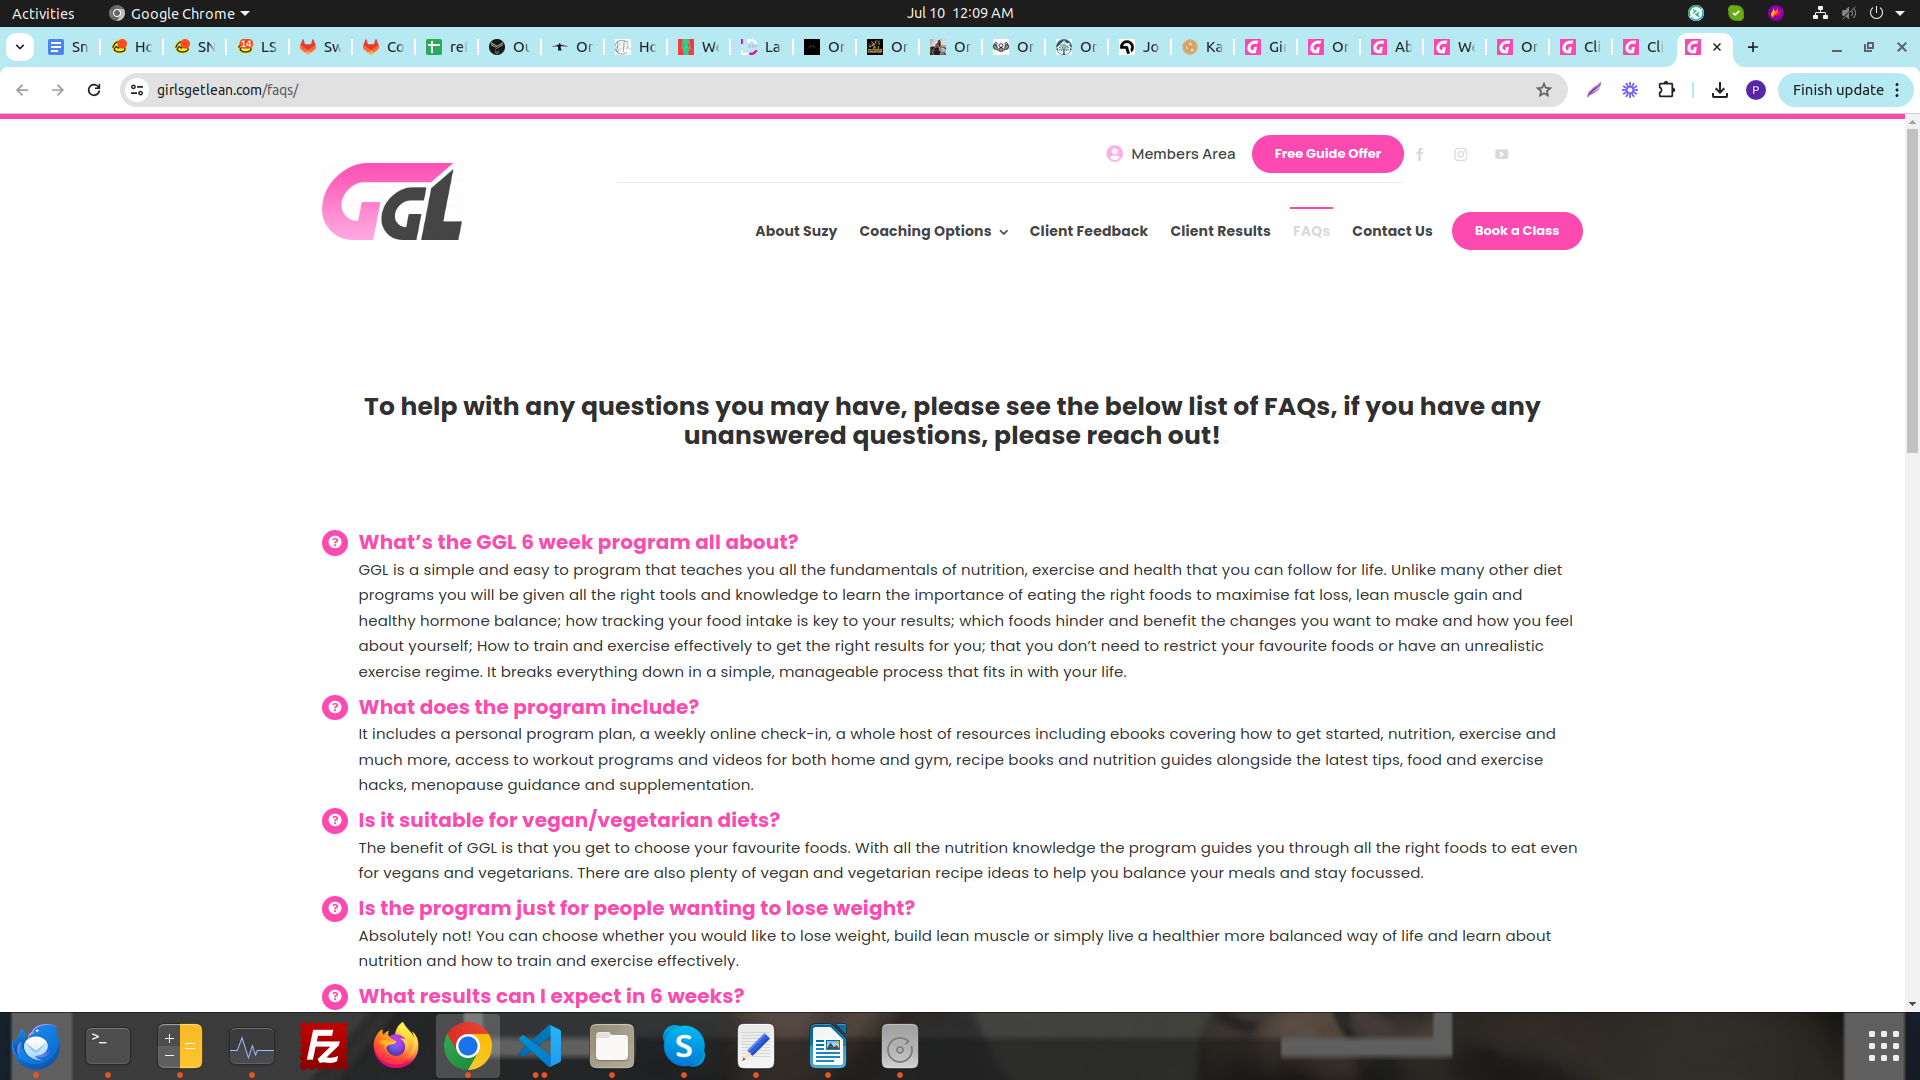 Activities Google Chrome Jul 10 12:09 AM
Sn Ho SN LS Sw Co rel Ou Or Ho We La Or Or Or Or Or Jo Ka Gi Or Ab We Or Cli Cli
girlsgetlean.com/faqs/ P Finish update
Members Area Free Guide Offer
GGL
About Suzy Coaching Options Client Feedback Client Results FAQs Contact Us Book a Class
To help with any questions you may have, please see the below list of FAQs, if you have any
unanswered questions, please reach out!
What’s the GGL 6 week program all about?
GGL is a simple and easy to program that teaches you all the fundamentals of nutrition, exercise and health that you can follow for life. Unlike many other diet
programs you will be given all the right tools and knowledge to learn the importance of eating the right foods to maximise fat loss, lean muscle gain and
healthy hormone balance; how tracking your food intake is key to your results; which foods hinder and benefit the changes you want to make and how you feel
about yourself; How to train and exercise effectively to get the right results for you; that you don’t need to restrict your favourite foods or have an unrealistic
exercise regime. It breaks everything down in a simple, manageable process that fits in with your life.
What does the program include?
It includes a personal program plan, a weekly online check-in, a whole host of resources including ebooks covering how to get started, nutrition, exercise and
much more, access to workout programs and videos for both home and gym, recipe books and nutrition guides alongside the latest tips, food and exercise
hacks, menopause guidance and supplementation.
Is it suitable for vegan/vegetarian diets?
The benefit of GGL is that you get to choose your favourite foods. With all the nutrition knowledge the program guides you through all the right foods to eat even
for vegans and vegetarians. There are also plenty of vegan and vegetarian recipe ideas to help you balance your meals and stay focussed.
Is the program just for people wanting to lose weight?
Absolutely not! You can choose whether you would like to lose weight, build lean muscle or simply live a healthier more balanced way of life and learn about
nutrition and how to train and exercise effectively.
What results can I expect in 6 weeks?